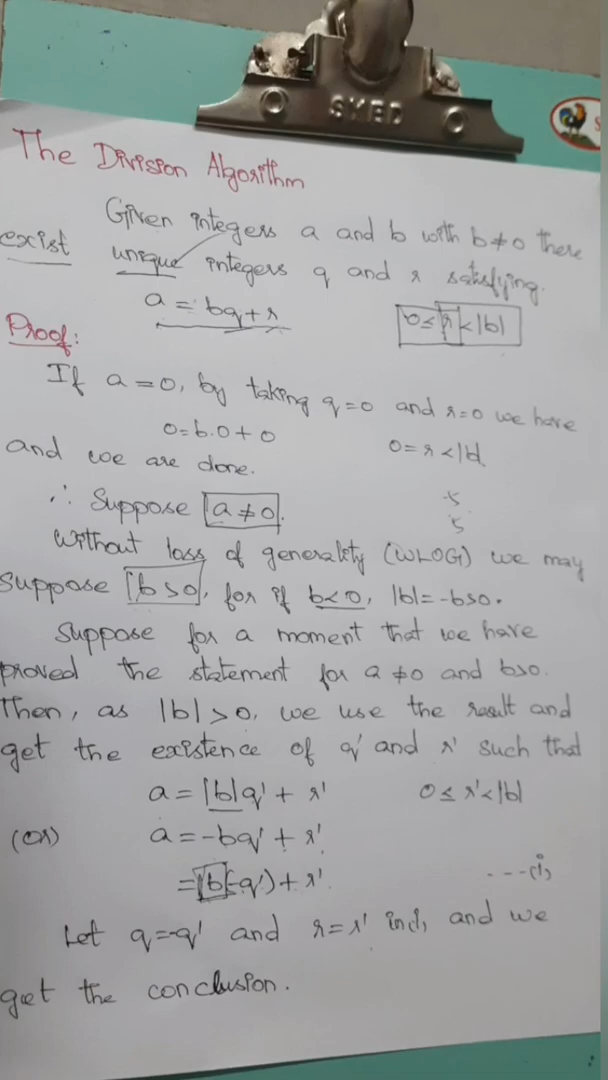 SKED
S
The Division Algorithm
Given integers a and b with b≠0 there
exist unique integers q and r satisfying.
a = bq+r 0≤r<|b|
Proof:
If a=0, by taking q=0 and r=0 we have
0=b.0+0 0=r<|b|.
and we are done.
∴ Suppose a≠0.
Without loss of generality (WLOG) we may
suppose b>0, for if b<0, |b|=-b>0.
Suppose for a moment that we have
proved the statement for a≠0 and b>0.
Then, as |b|>0, we use the result and
get the existence of q' and r' such that
a=|b|q'+r' 0≤r'<|b|
(or) a=-bq'+r'
=b(-q')+r'. ---(i)
Let q=-q' and r=r' in(i) and we
get the conclusion.